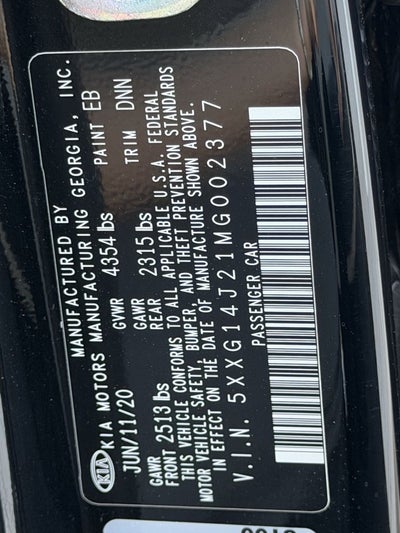 MANUFACTURED BY
KIA MOTORS MANUFACTURING GEORGIA, INC.
JUN/11/20 GVWR 4354 lbs PAINT EB
GAWR FRONT 2513 lbs GAWR REAR 2315 lbs TRIM DNN
THIS VEHICLE CONFORMS TO ALL APPLICABLE U.S.A. FEDERAL
MOTOR VEHICLE SAFETY, BUMPER, AND THEFT PREVENTION STANDARDS
IN EFFECT ON THE DATE OF MANUFACTURE SHOWN ABOVE.
V.I.N. 5XXG14J21MG002377
PASSENGER CAR